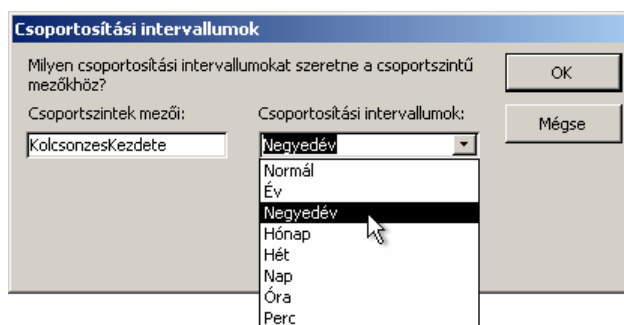 Csoportosítási intervallumok
Milyen csoportosítási intervallumokat szeretne a csoportszintű
mezőkhöz?
OK
Csoportszintek mezői:
Csoportosítási intervallumok:
Mégse
KolcsonzesKezdete
Negyedév
Normál
Év
Negyedév
Hónap
Hét
Nap
Óra
Perc